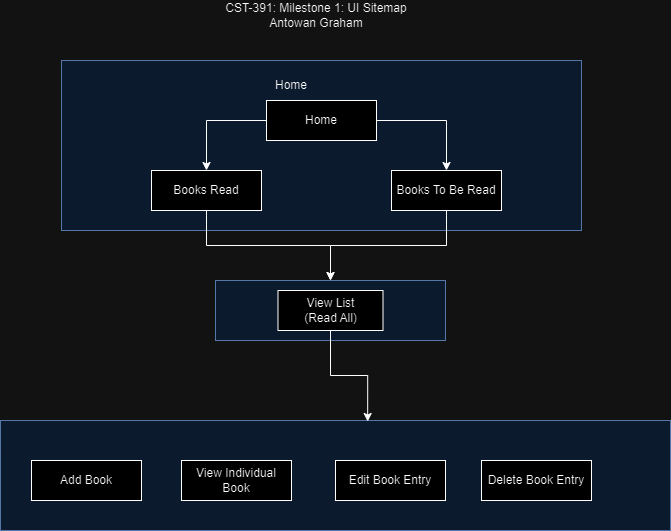 CST-391: Milestone 1: UI Sitemap
Antowan Graham
Home
Home
Books Read
Books To Be Read
View List
(Read All)
Add Book
View Individual
Book
Edit Book Entry
Delete Book Entry